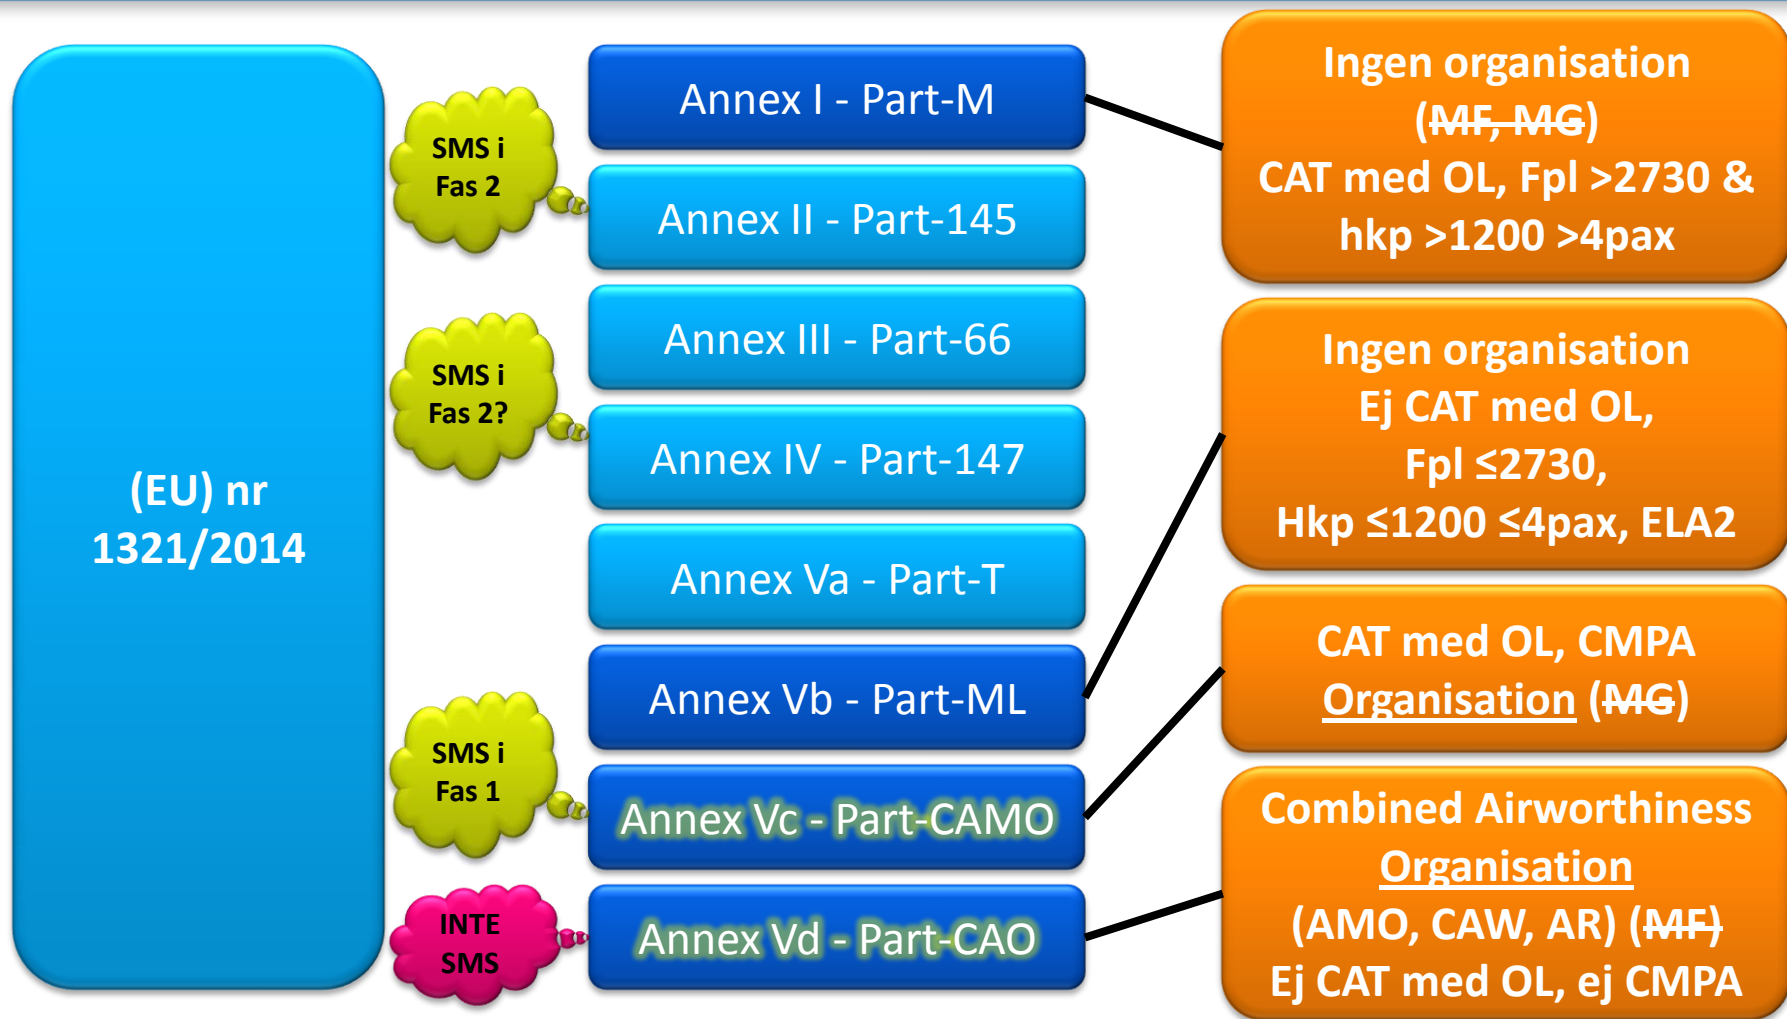 (EU) nr
1321/2014
SMS i
Fas 2
SMS i
Fas 2?
SMS i
Fas 1
INTE
SMS
Annex I - Part-M
Annex II - Part-145
Annex III - Part-66
Annex IV - Part-147
Annex Va - Part-T
Annex Vb - Part-ML
Annex Vc - Part-CAMO
Annex Vd - Part-CAO
Ingen organisation
(MF, MG)
CAT med OL, Fpl >2730 &
hkp >1200 >4pax
Ingen organisation
Ej CAT med OL,
Fpl ≤2730,
Hkp ≤1200 ≤4pax, ELA2
CAT med OL, CMPA
Organisation (MG)
Combined Airworthiness
Organisation
(AMO, CAW, AR) (MF)
Ej CAT med OL, ej CMPA